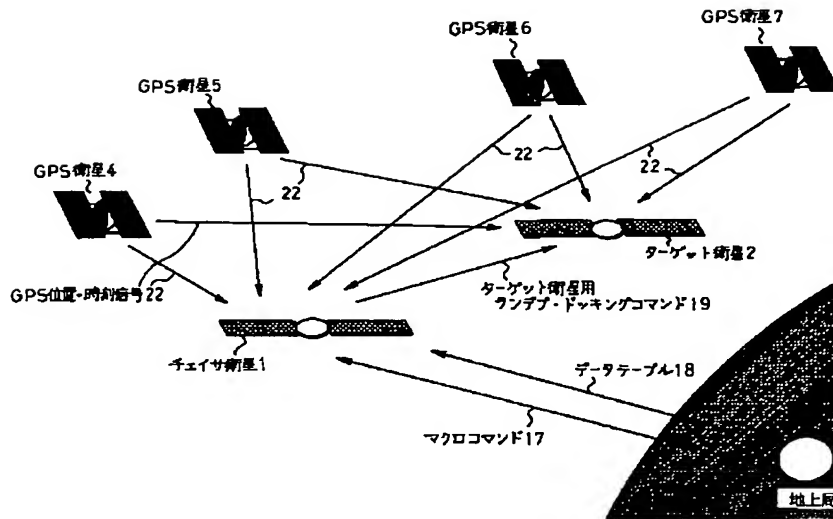 GPS衛星6
GPS衛星7
GPS衛星5
22
22
22
GPS衛星4
ターゲット衛星2
GPS位置・時刻信号22
ターゲット衛星用
ランデブ・ドッキングコマンド19
チェイサ衛星1
データテーブル18
マクロコマンド17
地上局